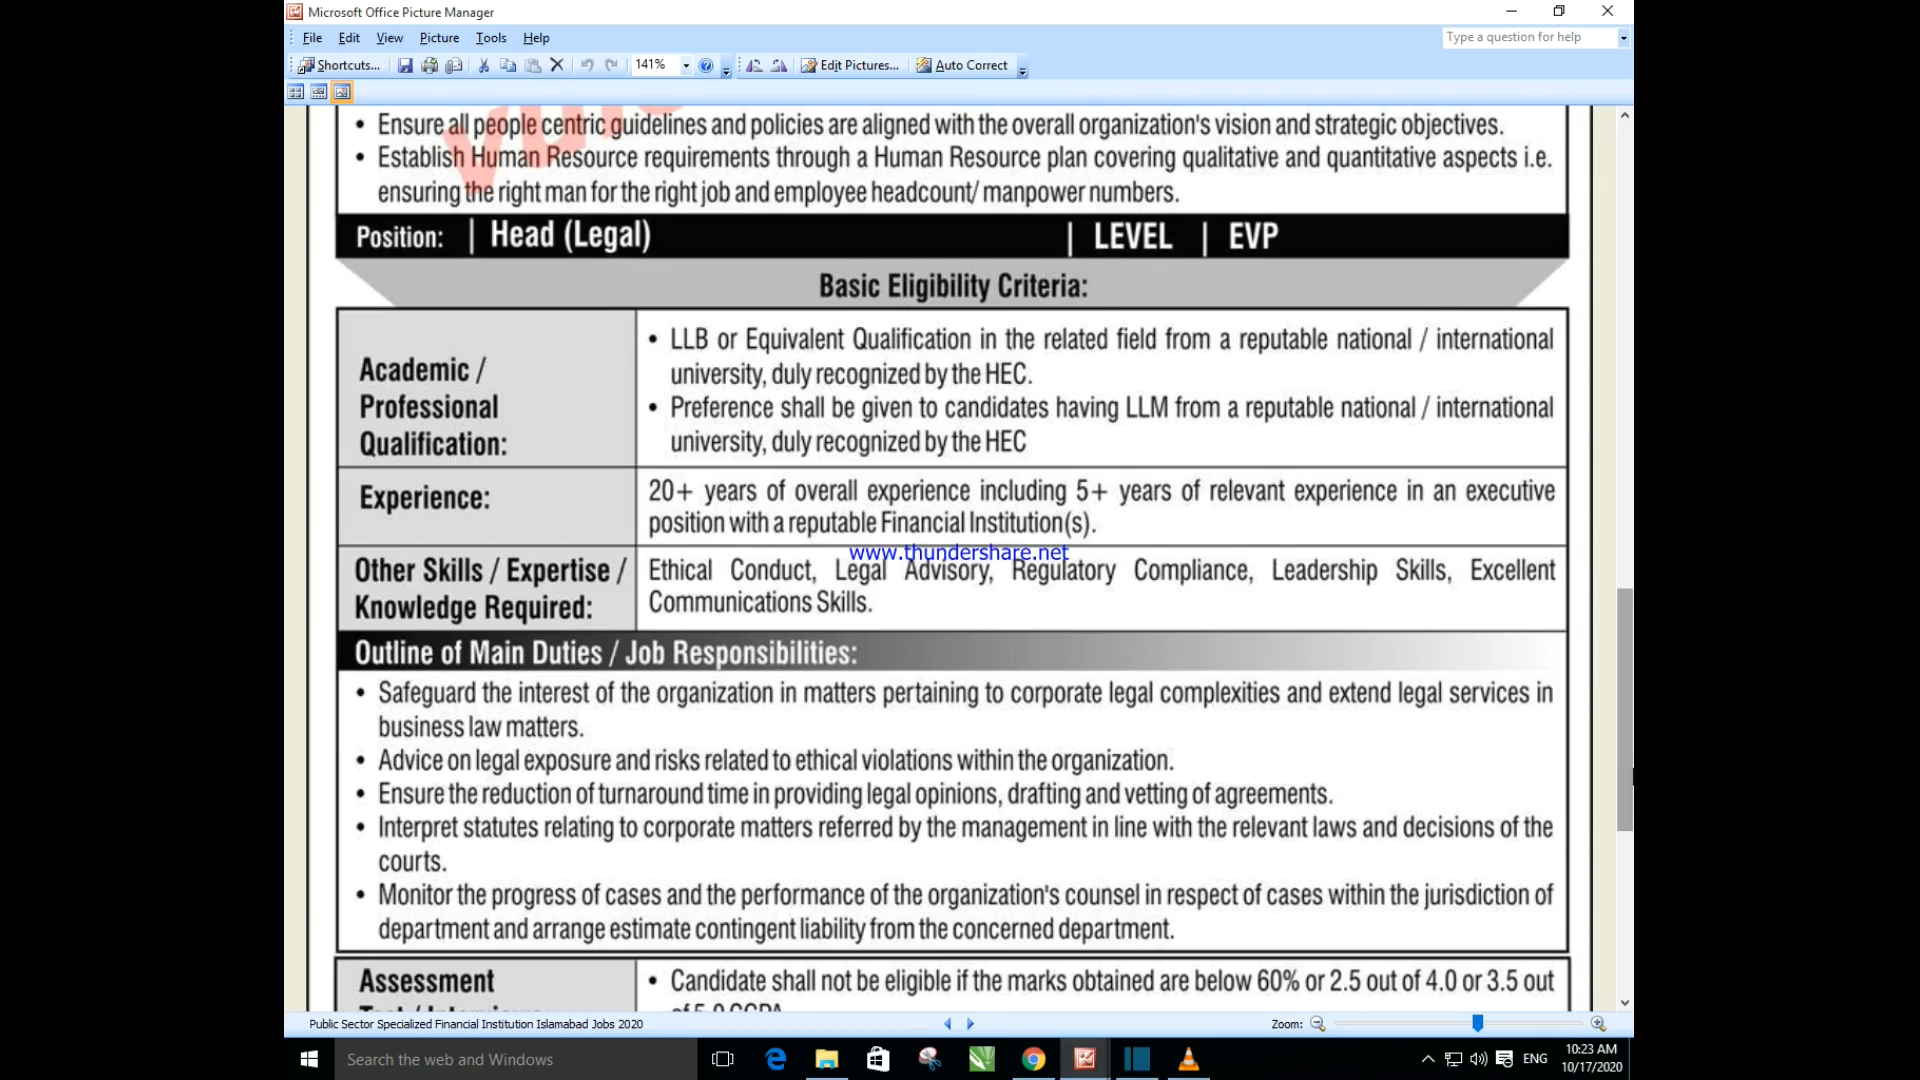 Microsoft Office Picture Manager
File Edit View Picture Tools Help
Type a question for help
Shortcuts... 141% Edit Pictures... Auto Correct
• Ensure all people centric guidelines and policies are aligned with the overall organization's vision and strategic objectives.
• Establish Human Resource requirements through a Human Resource plan covering qualitative and quantitative aspects i.e.
ensuring the right man for the right job and employee headcount/ manpower numbers.
Position: | Head (Legal) | LEVEL | EVP
Basic Eligibility Criteria:
Academic /
Professional
Qualification:
• LLB or Equivalent Qualification in the related field from a reputable national / international
university, duly recognized by the HEC.
• Preference shall be given to candidates having LLM from a reputable national / international
university, duly recognized by the HEC
Experience:
20+ years of overall experience including 5+ years of relevant experience in an executive
position with a reputable Financial Institution(s).
www.thundershare.net
Other Skills / Expertise /
Knowledge Required:
Ethical Conduct, Legal Advisory, Regulatory Compliance, Leadership Skills, Excellent
Communications Skills.
Outline of Main Duties / Job Responsibilities:
• Safeguard the interest of the organization in matters pertaining to corporate legal complexities and extend legal services in
business law matters.
• Advice on legal exposure and risks related to ethical violations within the organization.
• Ensure the reduction of turnaround time in providing legal opinions, drafting and vetting of agreements.
• Interpret statutes relating to corporate matters referred by the management in line with the relevant laws and decisions of the
courts.
• Monitor the progress of cases and the performance of the organization's counsel in respect of cases within the jurisdiction of
department and arrange estimate contingent liability from the concerned department.
Assessment
• Candidate shall not be eligible if the marks obtained are below 60% or 2.5 out of 4.0 or 3.5 out
Public Sector Specialized Financial Institution Islamabad Jobs 2020
Zoom:
Search the web and Windows
ENG
10:23 AM
10/17/2020